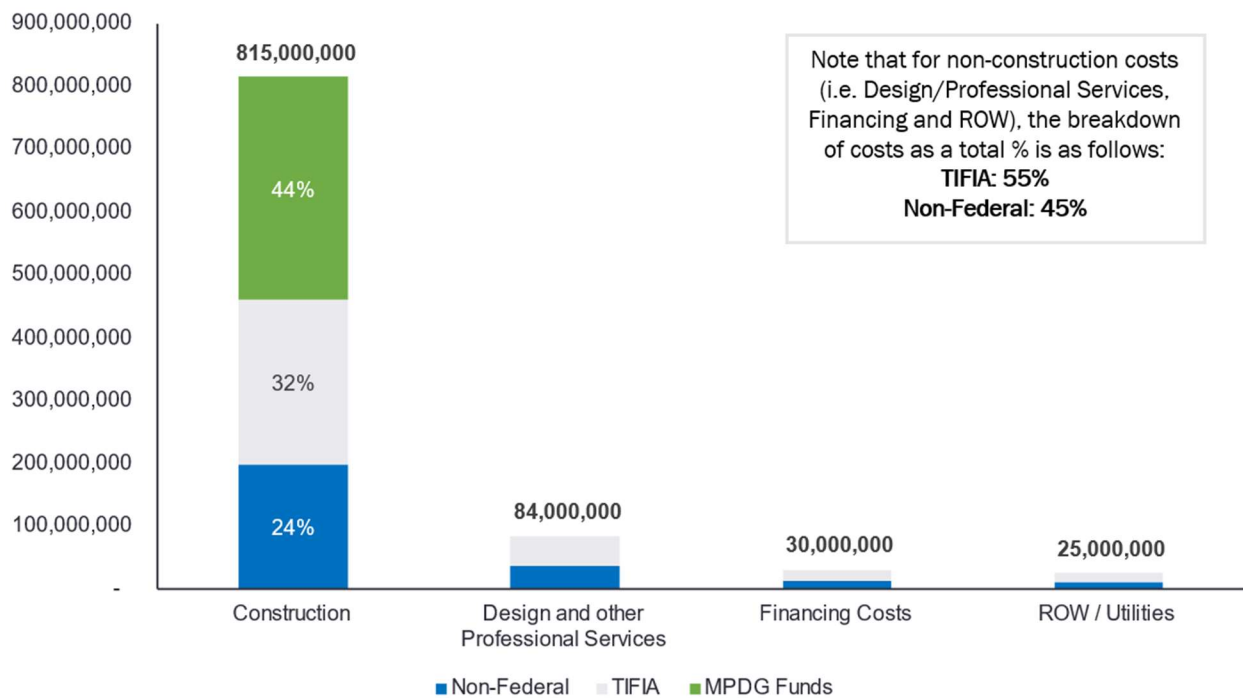 900,000,000
800,000,000
700,000,000
600,000,000
500,000,000
400,000,000
300,000,000
200,000,000
100,000,000
-
815,000,000
44%
32%
24%
84,000,000
30,000,000
25,000,000
Note that for non-construction costs
(i.e. Design/Professional Services,
Financing and ROW), the breakdown
of costs as a total % is as follows:
TIFIA: 55%
Non-Federal: 45%
Construction
Design and other
Professional Services
Financing Costs
ROW / Utilities
Non-Federal
TIFIA
MPDG Funds